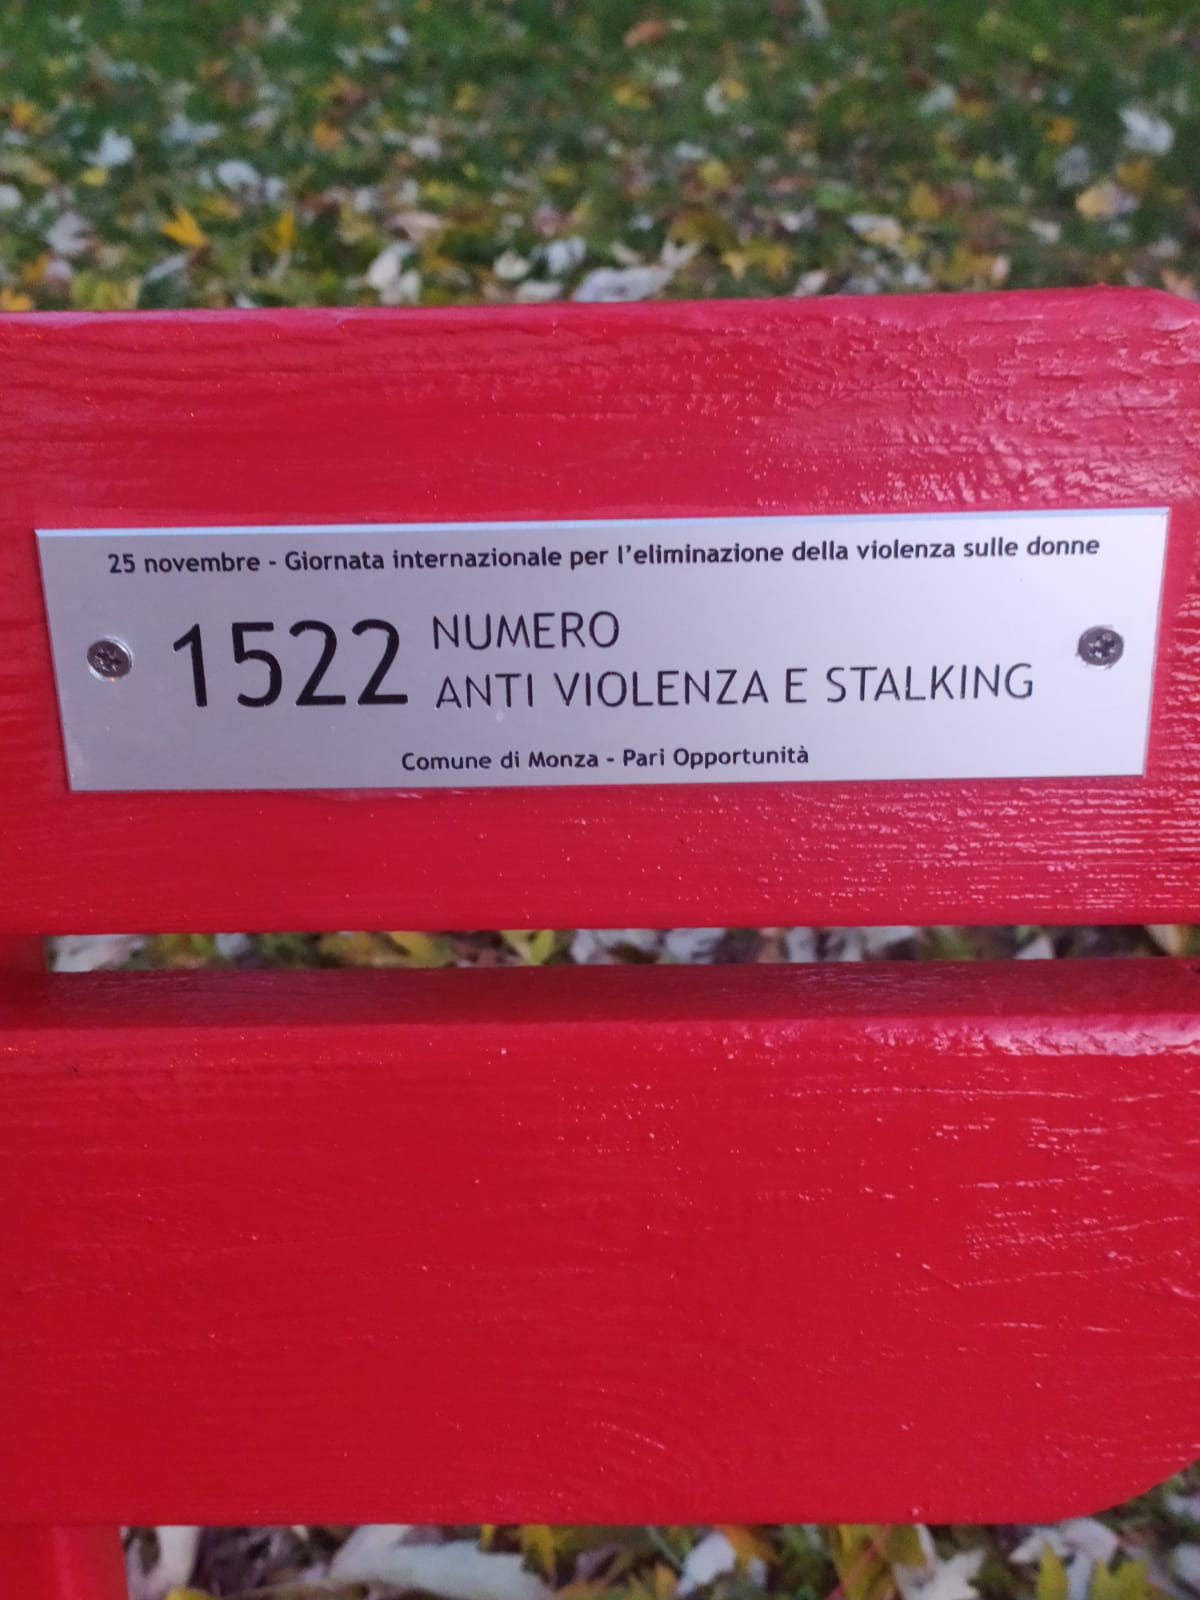 25 novembre - Giornata internazionale per l'eliminazione della violenza sulle donne
1522 NUMERO
ANTI VIOLENZA E STALKING
Comune di Monza - Pari Opportunità